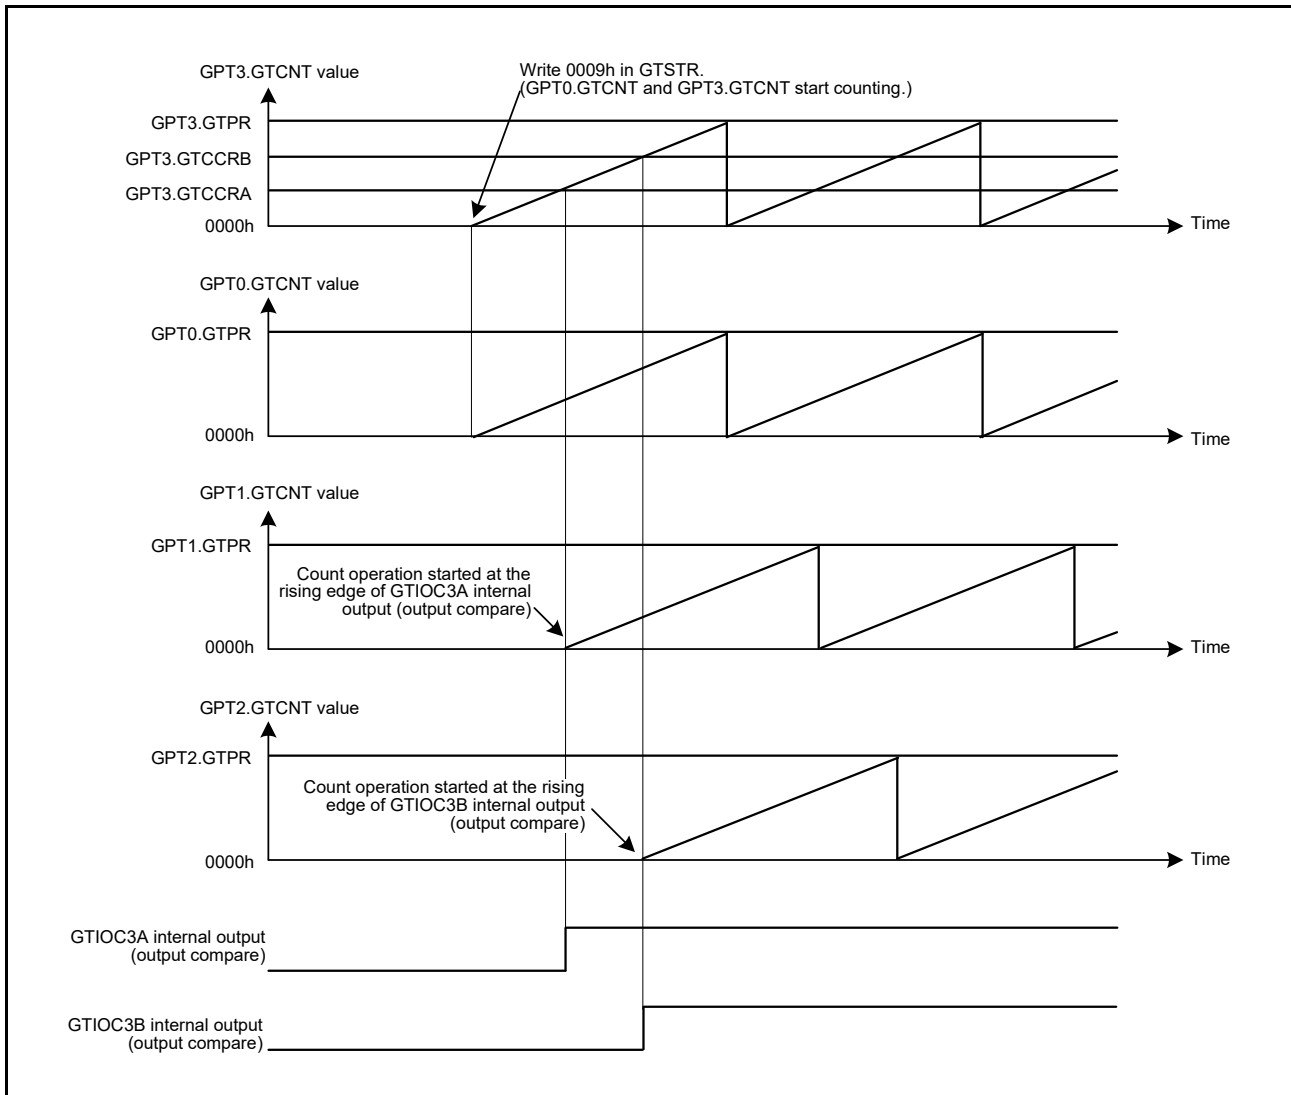 GPT3.GTCNT value
Write 0009h in GTSTR.
(GPT0.GTCNT and GPT3.GTCNT start counting.)
GPT3.GTPR
GPT3.GTCCRB
GPT3.GTCCRA
0000h
Time
GPT0.GTCNT value
GPT0.GTPR
0000h
Time
GPT1.GTCNT value
GPT1.GTPR
Count operation started at the
rising edge of GTIOC3A internal
output (output compare)
0000h
Time
GPT2.GTCNT value
GPT2.GTPR
Count operation started at the rising
edge of GTIOC3B internal output
(output compare)
0000h
Time
GTIOC3A internal output
(output compare)
GTIOC3B internal output
(output compare)